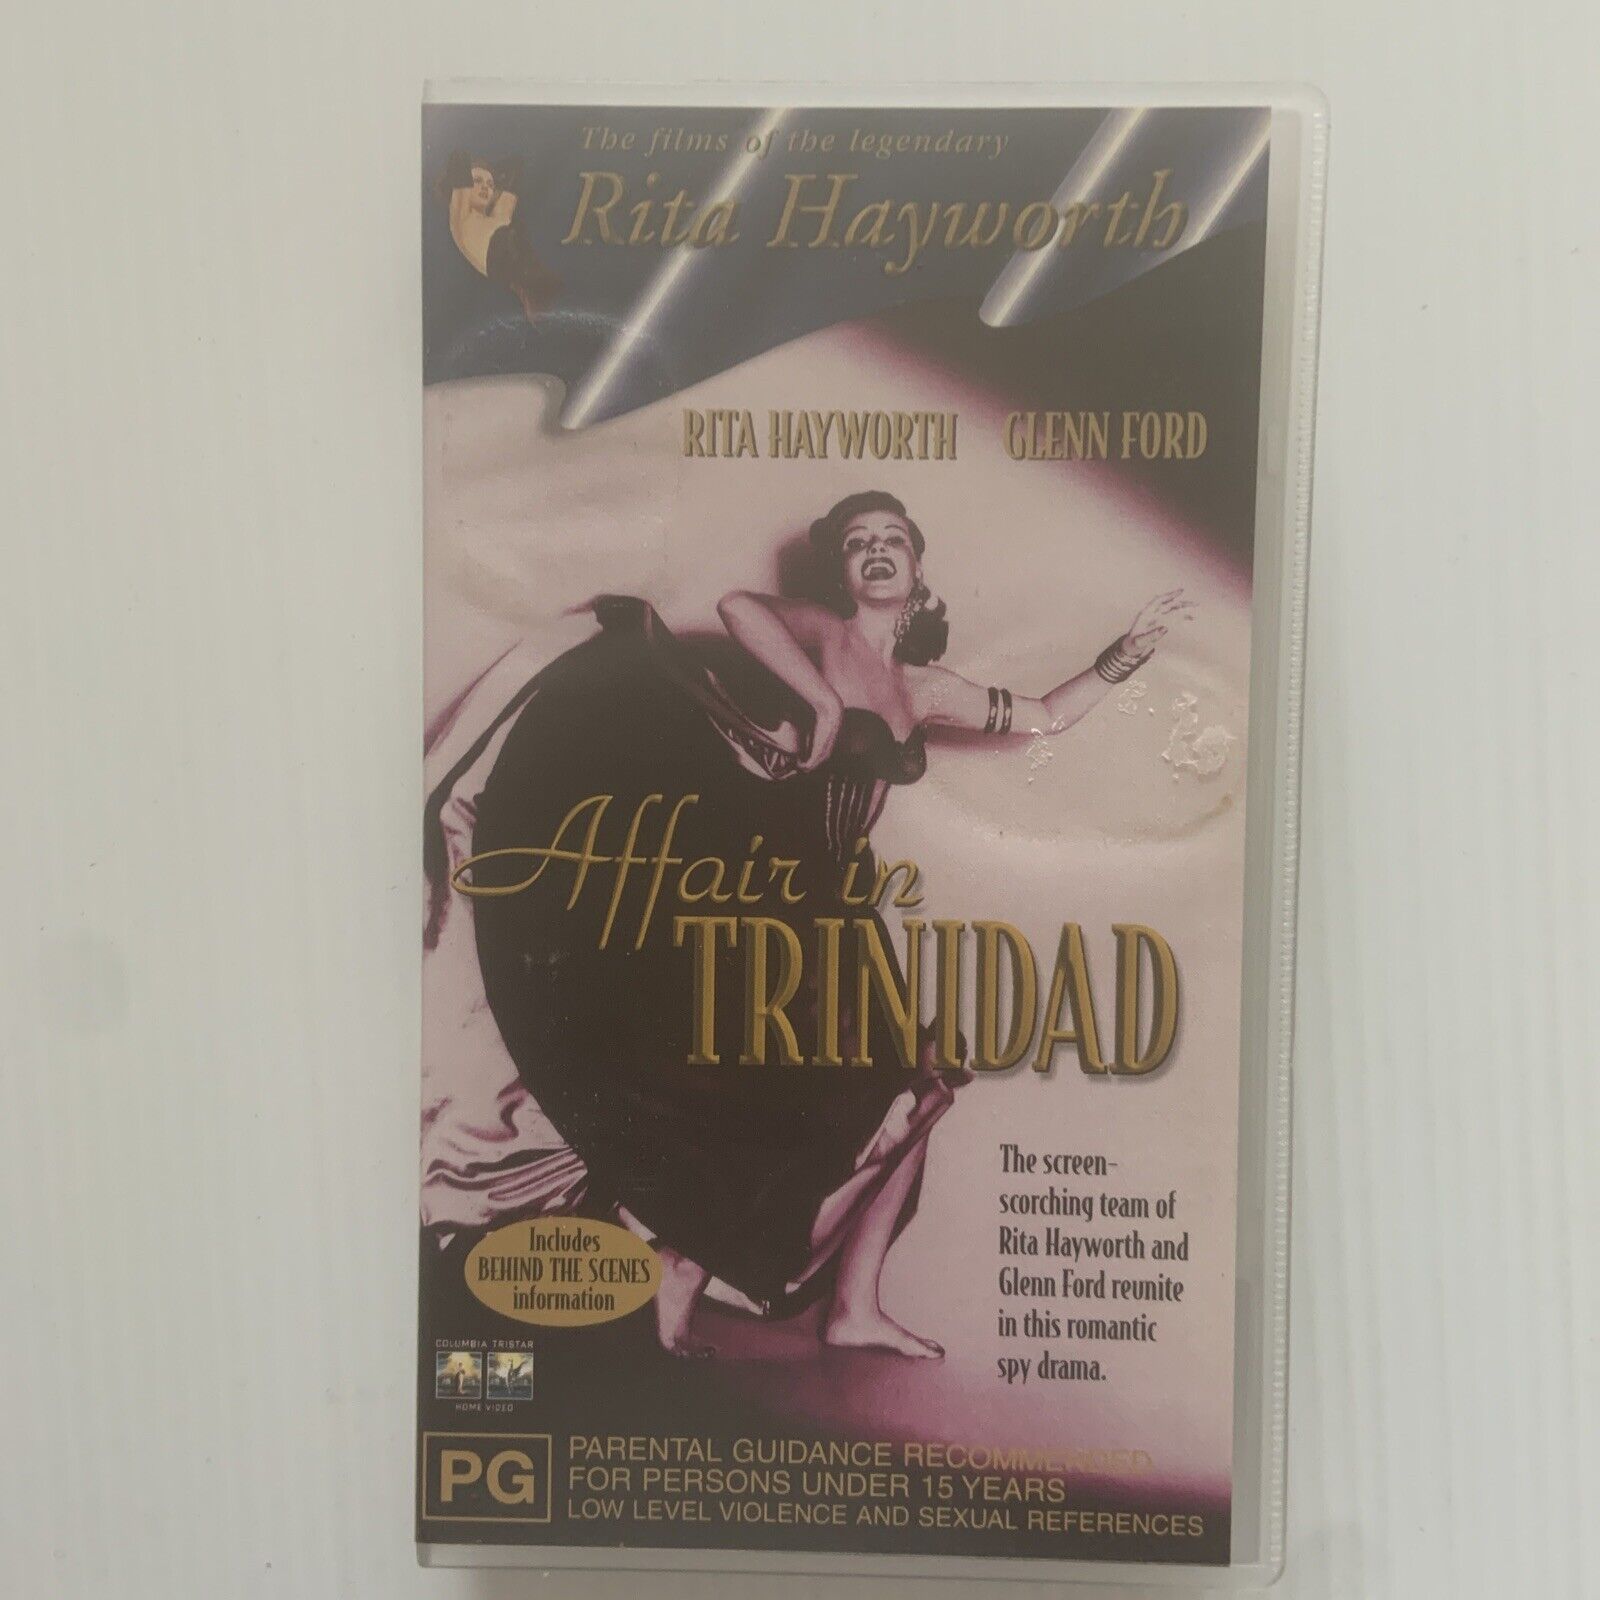 The films of the legendary
Rita Hayworth
RITA HAYWORTH GLENN FORD
Affair in
TRINIDAD
The screen-
scorching team of
Rita Hayworth and
Glenn Ford reunite
in this romantic
spy drama.
Includes
BEHIND THE SCENES
information
COLUMBIA TRISTAR
HOME VIDEO
PG
PARENTAL GUIDANCE RECOMMENDED
FOR PERSONS UNDER 15 YEARS
LOW LEVEL VIOLENCE AND SEXUAL REFERENCES